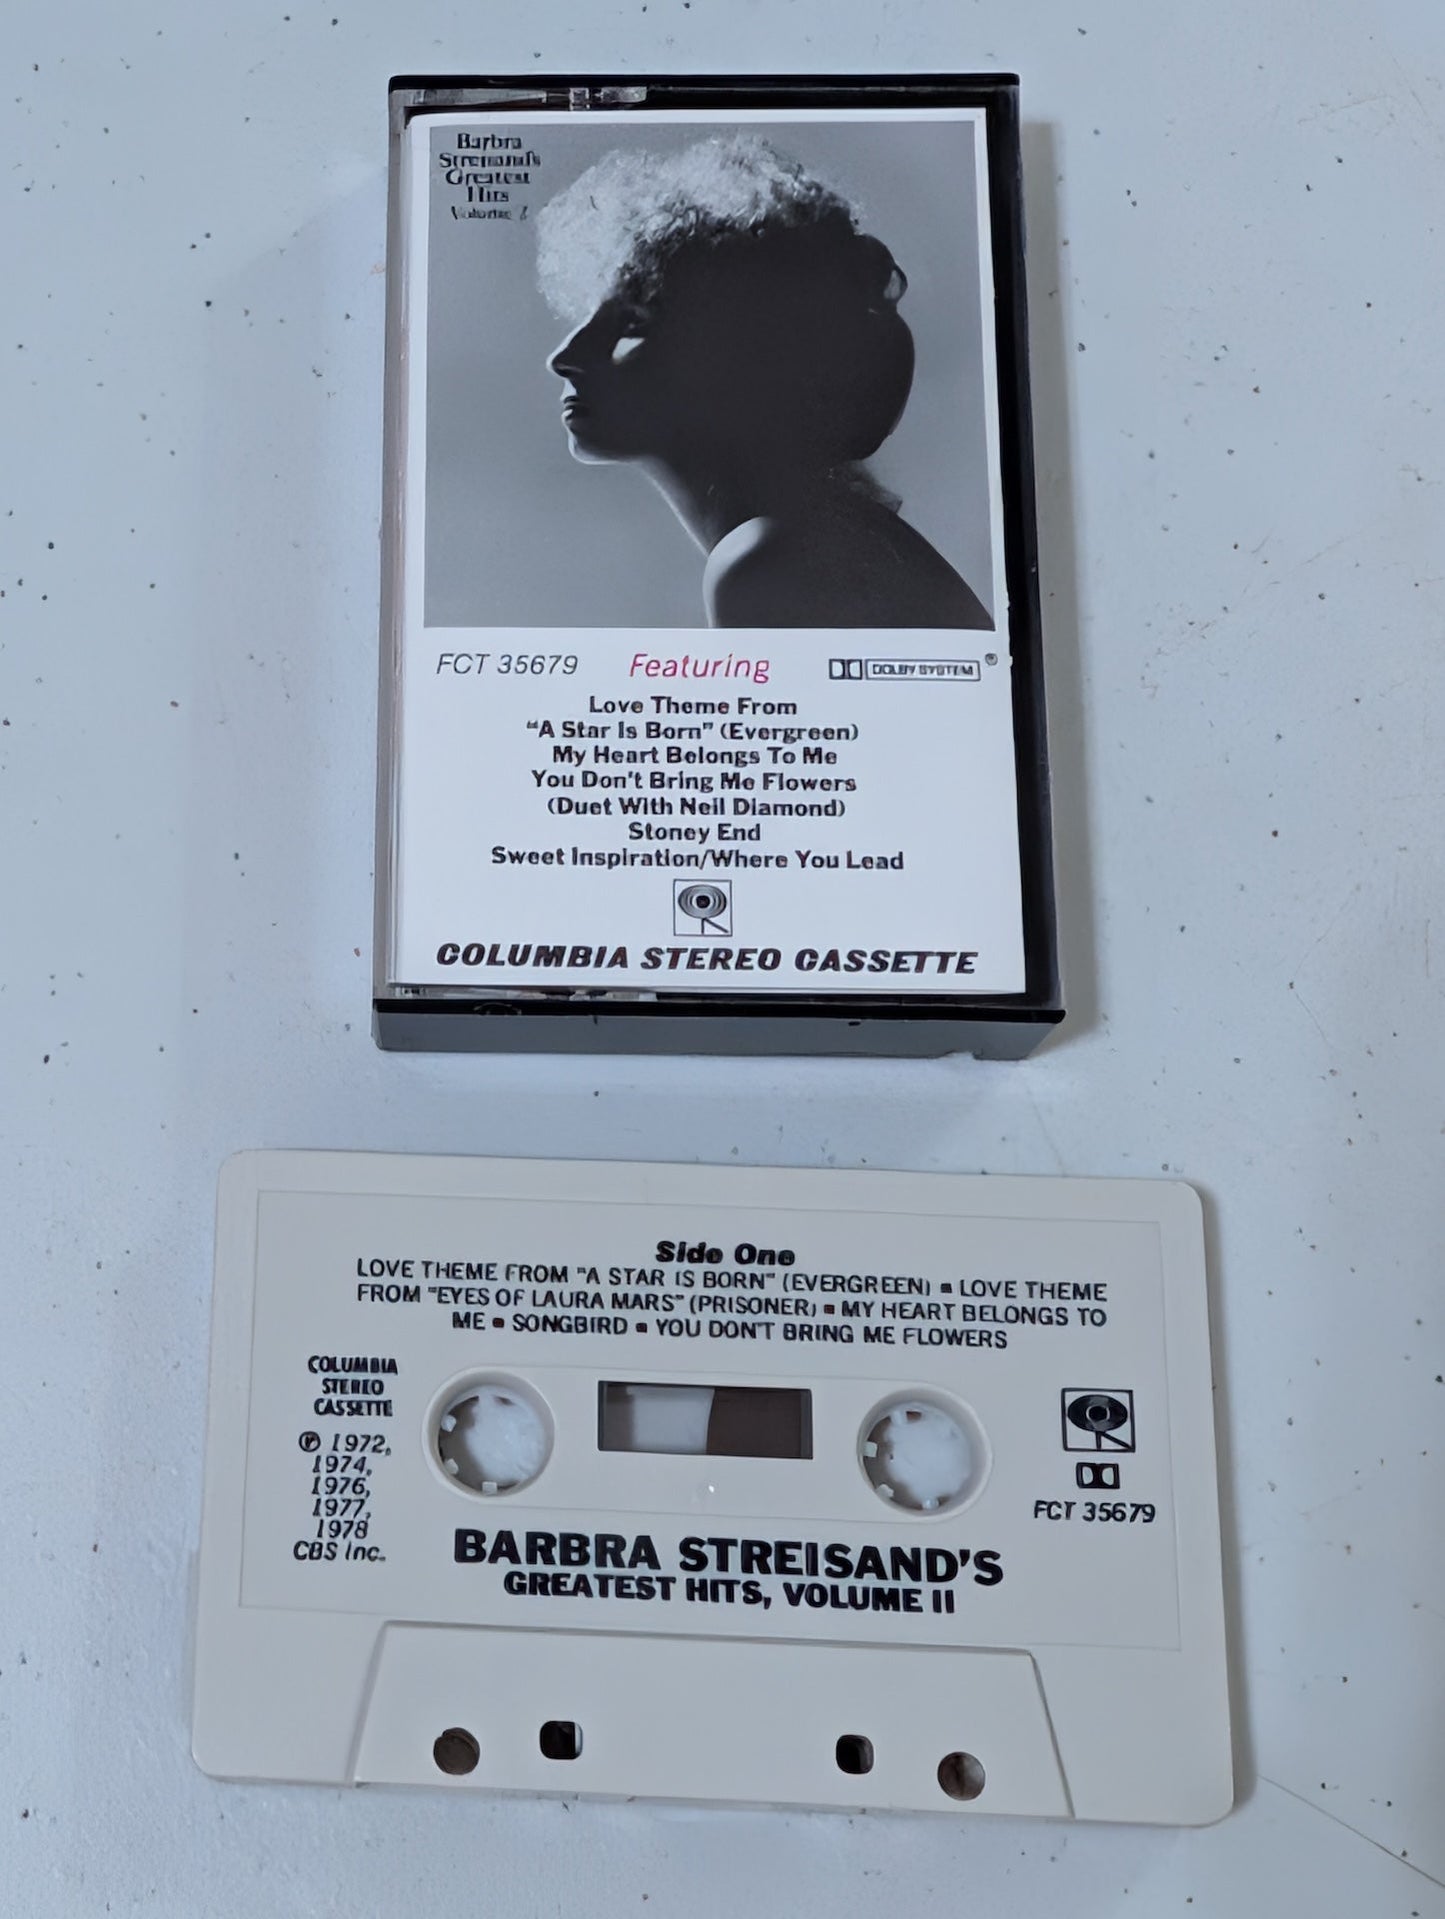 Barbra
Streisand's
Greatest
Hits
Volume 2
FCT 35679 Featuring DOLBY SYSTEM ®
Love Theme From
"A Star Is Born" (Evergreen)
My Heart Belongs To Me
You Don't Bring Me Flowers
(Duet With Neil Diamond)
Stoney End
Sweet Inspiration/Where You Lead
COLUMBIA STEREO CASSETTE
Side One
LOVE THEME FROM "A STAR IS BORN" (EVERGREEN) ■ LOVE THEME
FROM "EYES OF LAURA MARS" (PRISONER) ■ MY HEART BELONGS TO
ME ■ SONGBIRD ■ YOU DON'T BRING ME FLOWERS
COLUMBIA
STEREO
CASSETTE
℗ 1972,
1974,
1976,
1977,
1978
CBS Inc.
FCT 35679
BARBRA STREISAND'S
GREATEST HITS, VOLUME II